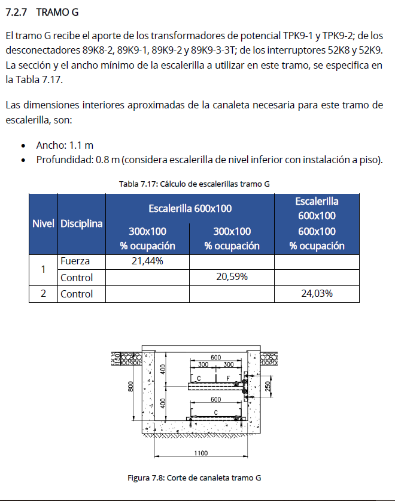 7.2.7 TRAMO G
El tramo G recibe el aporte de los transformadores de potencial TPK9-1 y TPK9-2; de los
desconectadores 89K8-2, 89K9-1, 89K9-2 y 89K9-3-3T; de los interruptores 52K8 y 52K9.
La sección y el ancho mínimo de la escalerilla a utilizar en este tramo, se especifica en
la Tabla 7.17.
Las dimensiones interiores aproximadas de la canaleta necesaria para este tramo de
escalerilla, son:
• Ancho: 1.1 m
• Profundidad: 0.8 m (considera escalerilla de nivel inferior con instalación a piso).
Tabla 7.17: Cálculo de escalerillas tramo G
Nivel Disciplina Escalerilla 600x100 Escalerilla 600x100
300x100 % ocupación 300x100 % ocupación 600x100 % ocupación
1 Fuerza 21,44%
Control 20,59%
2 Control 24,03%
600
300 300
C F
400
800
250
600
400
C
1100
Figura 7.8: Corte de canaleta tramo G